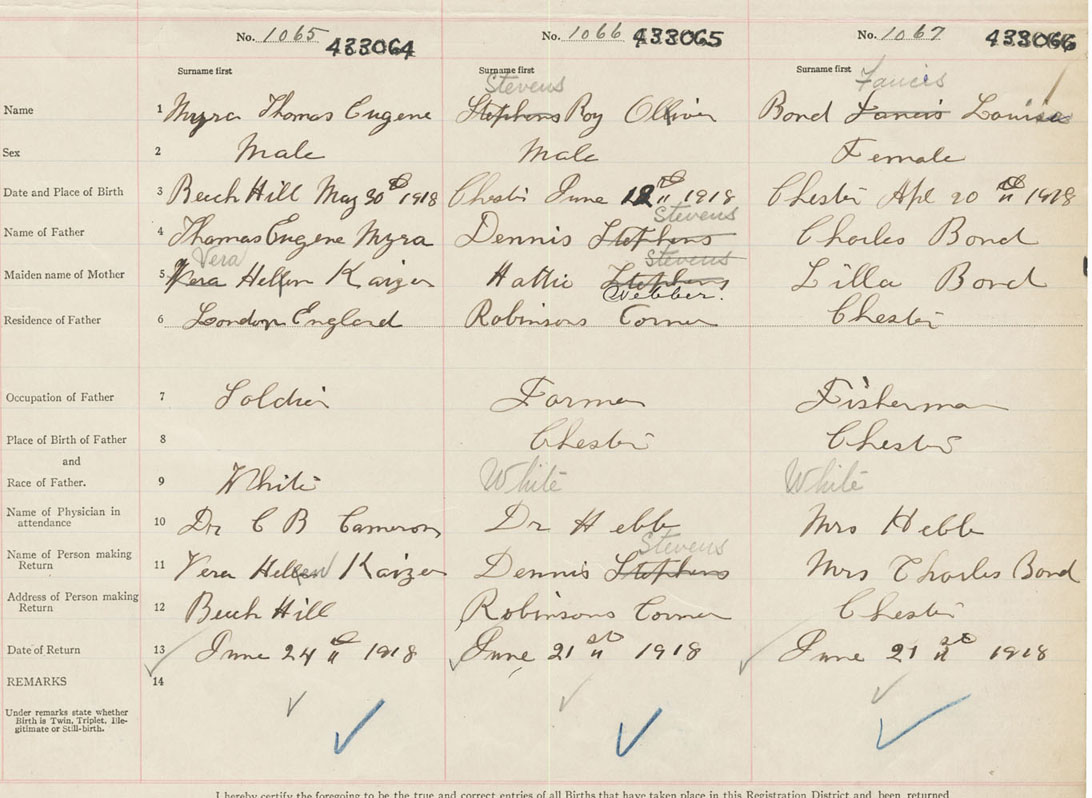 No. 1065 433064 No. 1066 433065 No. 1067 433066
Surname first Surname first Surname first
Stevens Fancis
Name 1 Myra Thomas Eugene Stephens Roy Olliver Bond Fancis Louisa
Sex 2 Male Male Female
Date and Place of Birth 3 Beech Hill May 30th 1918 Chester June 12th 1918 Chester Apl 20th 1918
Stevens
Name of Father 4 Thomas Eugene Myra Dennis Stephens Charles Bond
Vera Stevens
Maiden name of Mother 5 Vera Hellen Kaizer Hattie Stephens Lilla Bond
Webber.
Residence of Father 6 London England Robinsons Corner Chester
Occupation of Father 7 Soldier Farmer Fisherman
Place of Birth of Father 8 Chester Chester
and
Race of Father. 9 White White White
Name of Physician in
attendance 10 Dr C B Cameron Dr Hebb Mrs Hebb
Stevens
Name of Person making
Return 11 Vera Hellen Kaizer Dennis Stephens Mrs Charles Bond
Address of Person making
Return 12 Beech Hill Robinsons Corner Chester
Date of Return 13 June 24th 1918 June 21st 1918 June 21st 1918
REMARKS 14
Under remarks state whether
Birth is Twin, Triplet, Ille-
gitimate or Still-birth.
I hereby certify the foregoing to be the true and correct entries of all Births that have taken place in this Registration District and been returned